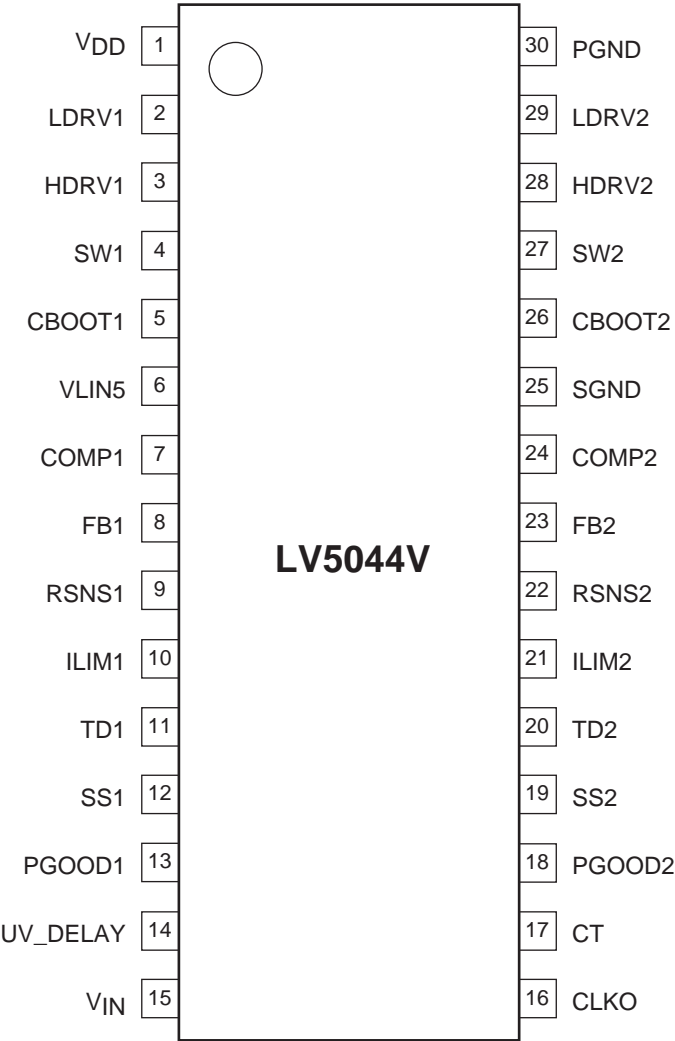 VDD 1 30 PGND
LDRV1 2 29 LDRV2
HDRV1 3 28 HDRV2
SW1 4 27 SW2
CBOOT1 5 26 CBOOT2
VLIN5 6 25 SGND
COMP1 7 24 COMP2
FB1 8 23 FB2
LV5044V
RSNS1 9 22 RSNS2
ILIM1 10 21 ILIM2
TD1 11 20 TD2
SS1 12 19 SS2
PGOOD1 13 18 PGOOD2
UV_DELAY 14 17 CT
VIN 15 16 CLKO